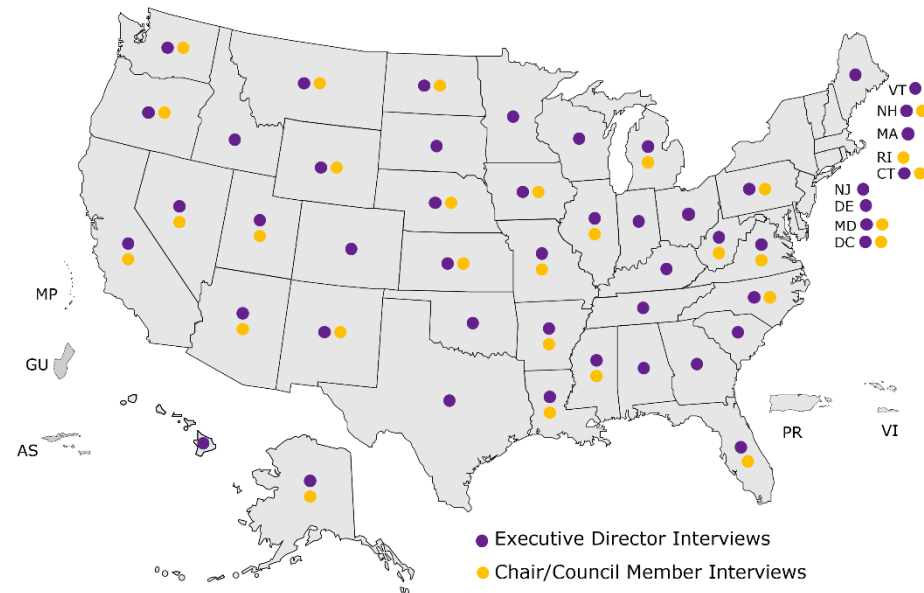 VT
NH
MA
RI
CT
NJ
DE
MD
DC
MP
GU
AS
PR
VI
Executive Director Interviews
Chair/Council Member Interviews